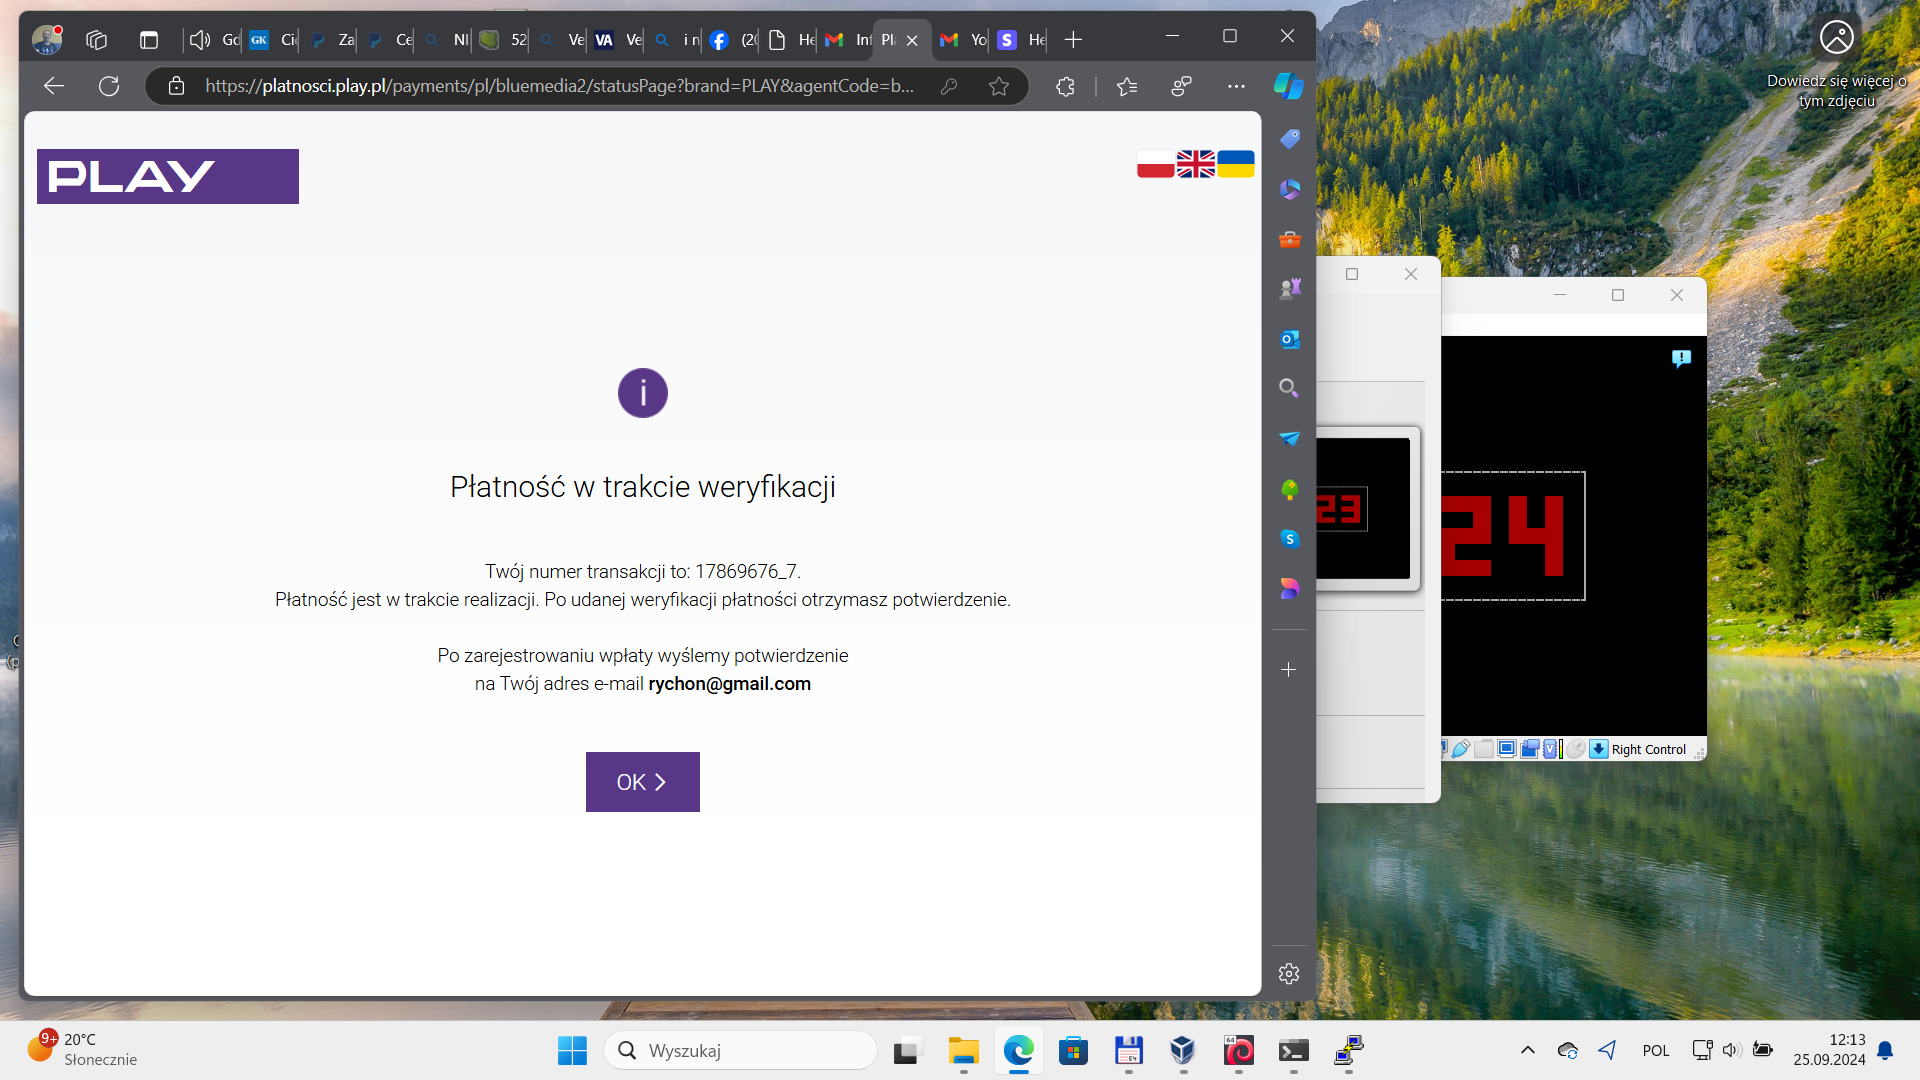 Gd
GK
Ci
Za
Ce
NI
52
Ve
VA
Ve
i n
(20
He
Inf
Pl
Yo
S
He
https://platnosci.play.pl/payments/pl/bluemedia2/statusPage?brand=PLAY&agentCode=b...
PLAY
Dowiedz się więcej o
tym zdjęciu
Płatność w trakcie weryfikacji
Twój numer transakcji to: 17869676_7.
Płatność jest w trakcie realizacji. Po udanej weryfikacji płatności otrzymasz potwierdzenie.
Po zarejestrowaniu wpłaty wyślemy potwierdzenie
na Twój adres e-mail rychon@gmail.com
OK
23
24
Right Control
9+
20°C
Słonecznie
Wyszukaj
64
64
POL
12:13
25.09.2024